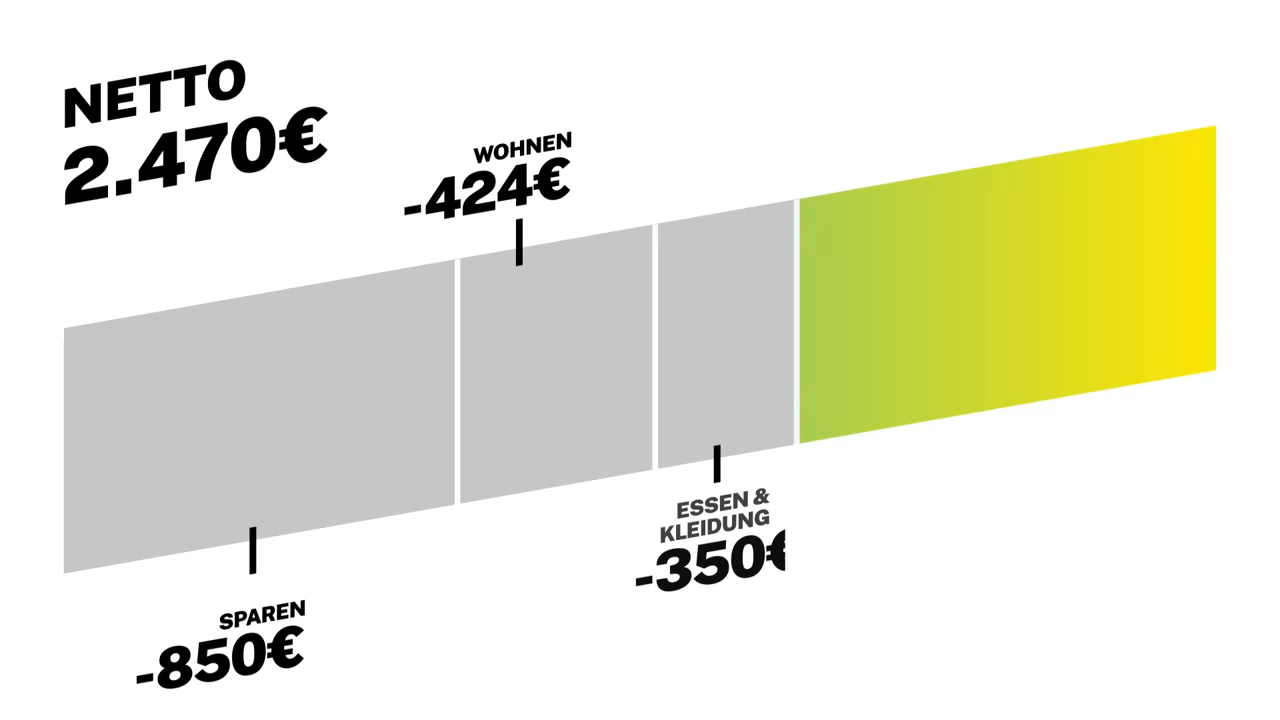 NETTO
2.470€
WOHNEN
-424€
ESSEN &
KLEIDUNG
-350€
SPAREN
-850€